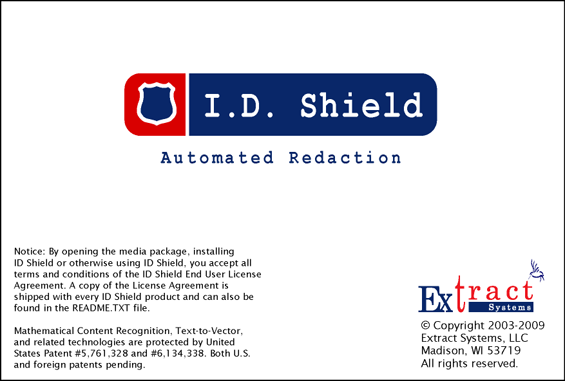 I.D. Shield
Automated Redaction
Notice: By opening the media package, installing
ID Shield or otherwise using ID Shield, you accept all
terms and conditions of the ID Shield End User License
Agreement. A copy of the License Agreement is
shipped with every ID Shield product and can also be
found in the README.TXT file.
Mathematical Content Recognition, Text-to-Vector,
and related technologies are protected by United
States Patent #5,761,328 and #6,134,338. Both U.S.
and foreign patents pending.
Extract
Systems
© Copyright 2003-2009
Extract Systems, LLC
Madison, WI 53719
All rights reserved.